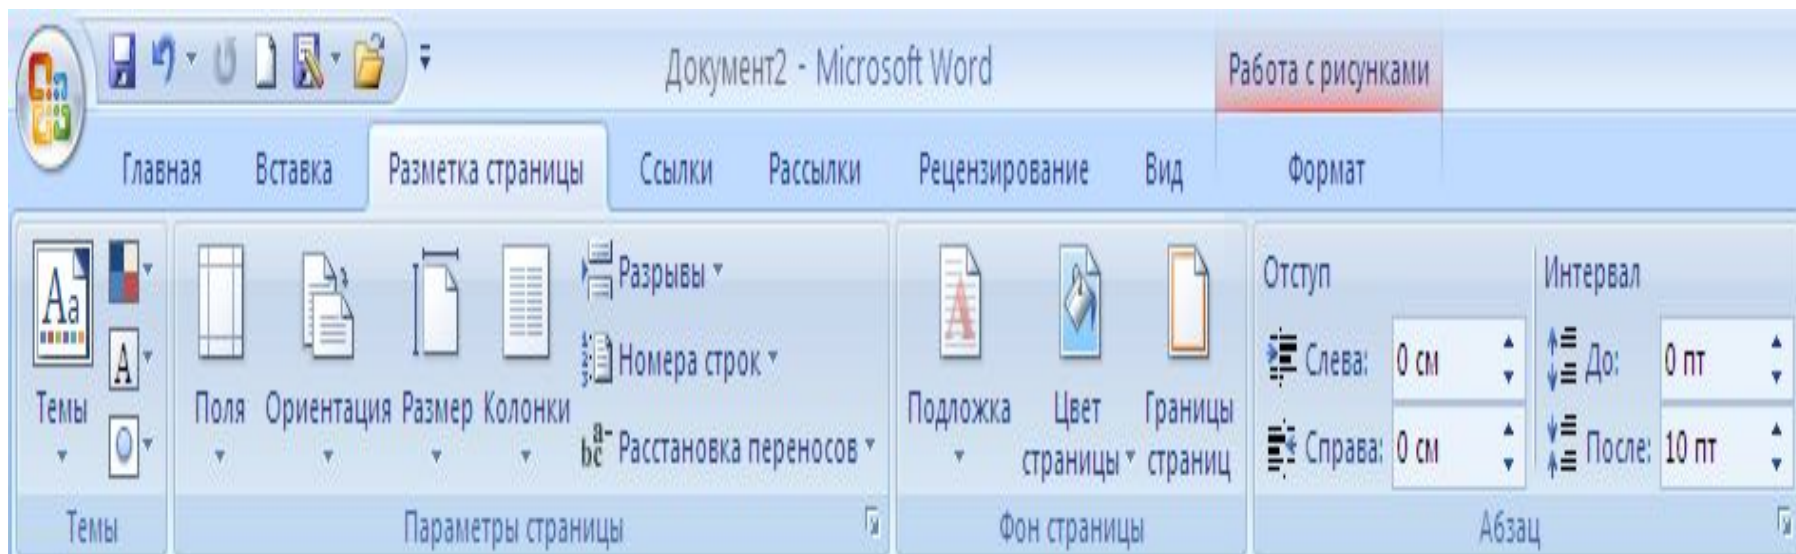 Документ2 - Microsoft Word
Работа с рисунками
Главная Вставка Разметка страницы Ссылки Рассылки Рецензирование Вид Формат
Aa
A
Темы
Поля Ориентация Размер Колонки
Разрывы
Номера строк
Расстановка переносов
Подложка Цвет страницы Границы страниц
Отступ
Слева: 0 см
Справа: 0 см
Интервал
До: 0 пт
После: 10 пт
Темы Параметры страницы Фон страницы Абзац